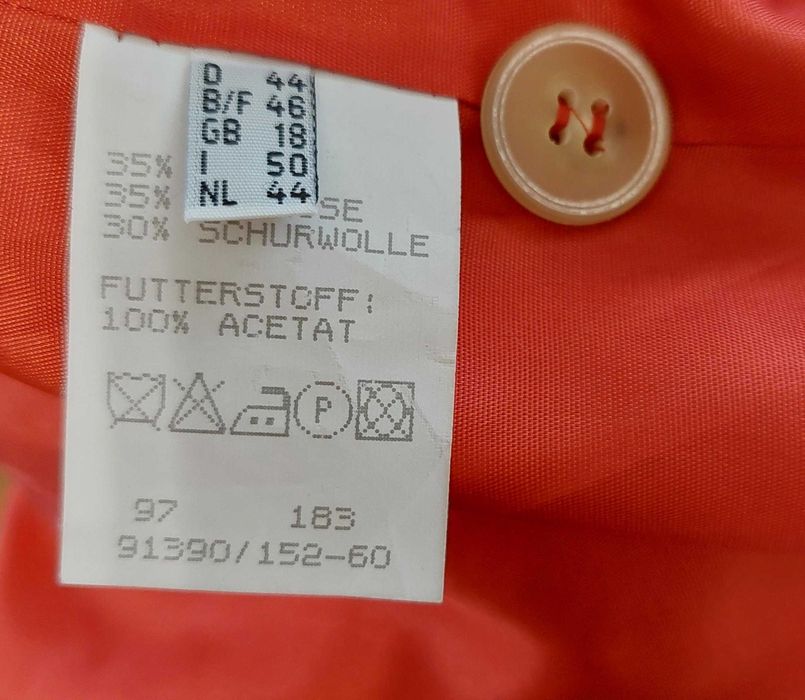 D 44
B/F 46
GB 18
I 50
NL 44
35%
35% SE
30% SCHURWOLLE
FUTTERSTOFF:
100% ACETAT
P
97 183
91390/152-60